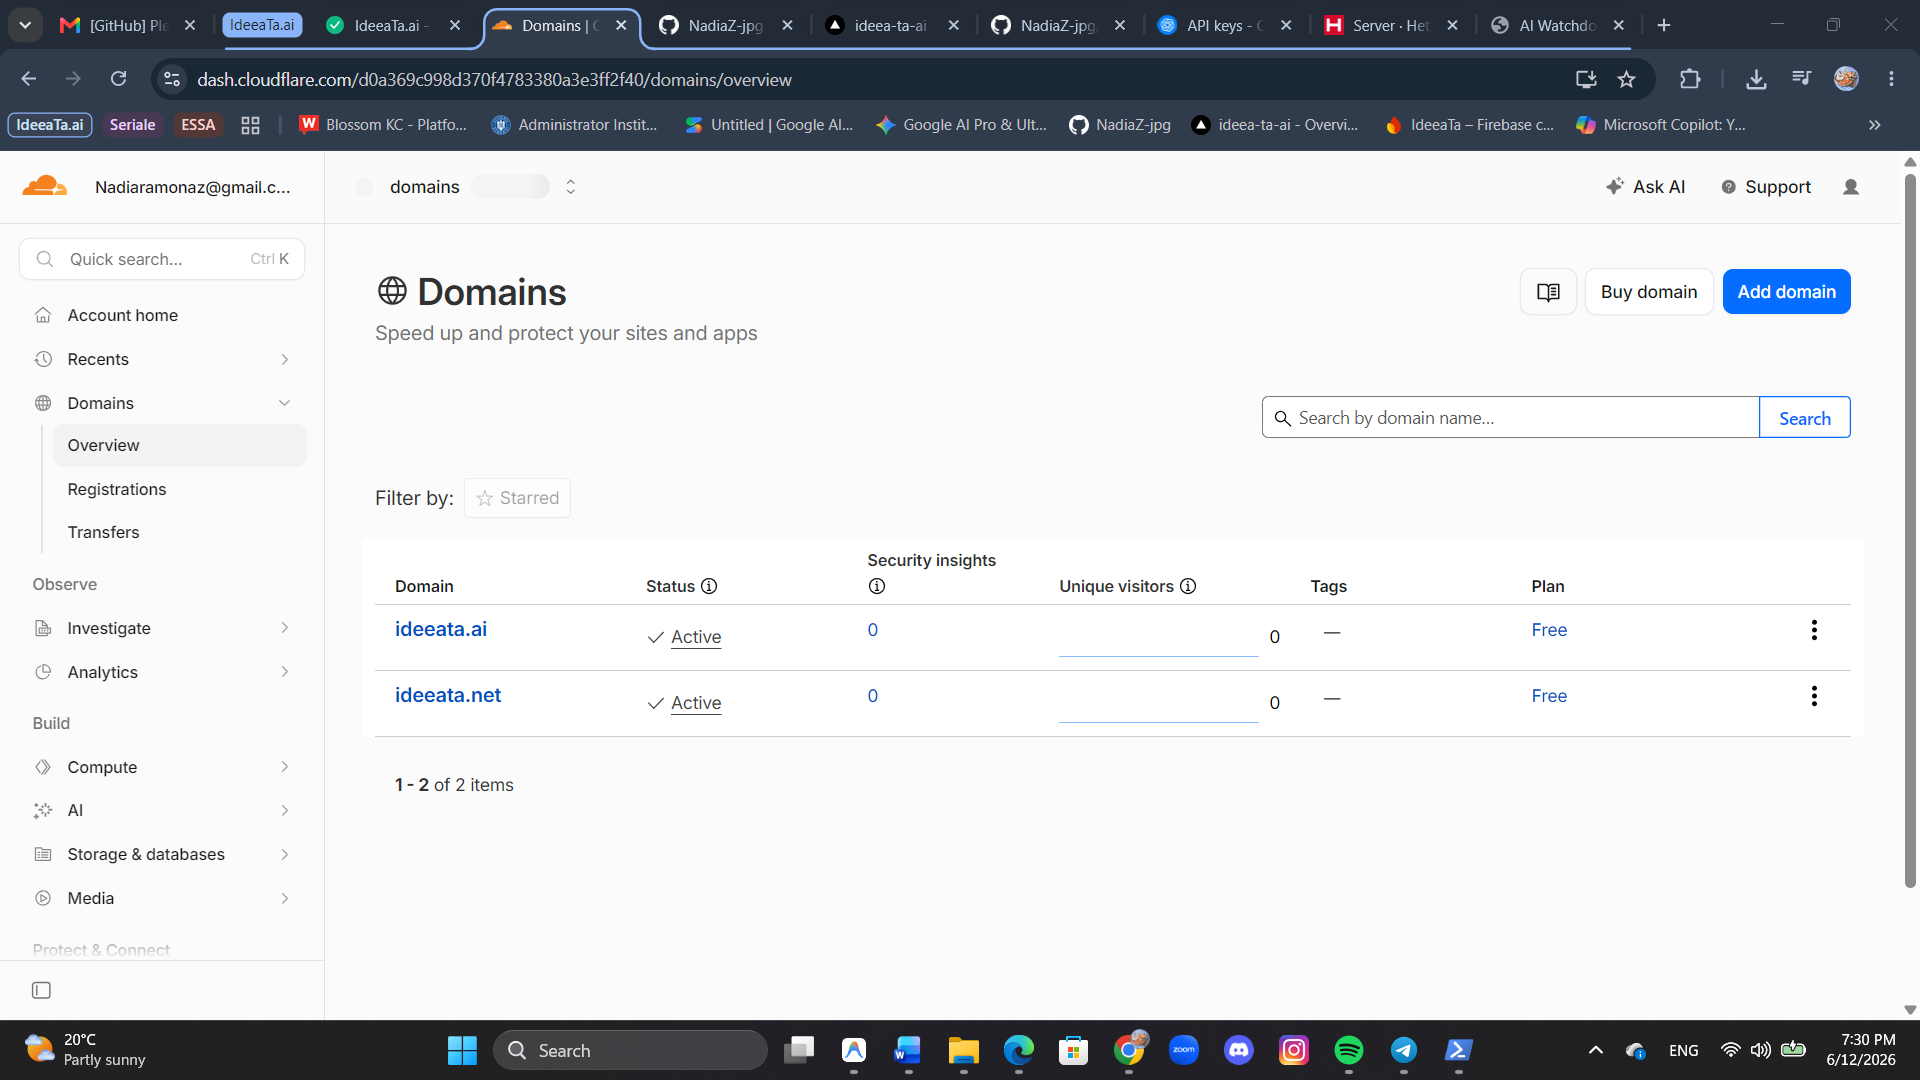 [GitHub] Ple
IdeeaTa.ai
IdeeaTa.ai -
Domains | C
NadiaZ-jpg
ideea-ta-ai
NadiaZ-jpg
API keys - O
Server · Het
AI Watchdo
dash.cloudflare.com/d0a369c998d370f4783380a3e3ff2f40/domains/overview
IdeeaTa.ai
Seriale
ESSA
Blossom KC - Platfo...
Administrator Instit...
Untitled | Google AI...
Google AI Pro & Ult...
NadiaZ-jpg
ideea-ta-ai - Overvi...
IdeeaTa – Firebase c...
Microsoft Copilot: Y...
Nadiaramonaz@gmail.c...
domains
Ask AI
Support
Quick search...
Ctrl K
Account home
Recents
Domains
Overview
Registrations
Transfers
Observe
Investigate
Analytics
Build
Compute
AI
Storage & databases
Media
Protect & Connect
Domains
Speed up and protect your sites and apps
Buy domain
Add domain
Search by domain name...
Search
Filter by:
Starred
Domain
Status
Security insights
Unique visitors
Tags
Plan
ideeata.ai
Active
0
0
—
Free
ideeata.net
Active
0
0
—
Free
1 - 2 of 2 items
20°C
Partly sunny
Search
zoom
ENG
7:30 PM
6/12/2026